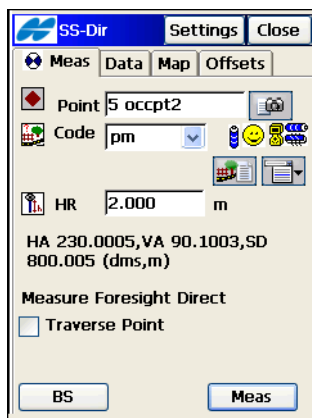 SS-Dir Settings Close
Meas Data Map Offsets
Point 5 occpt2
Code pm
HR 2.000 m
HA 230.0005,VA 90.1003,SD
800.005 (dms,m)
Measure Foresight Direct
Traverse Point
BS Meas